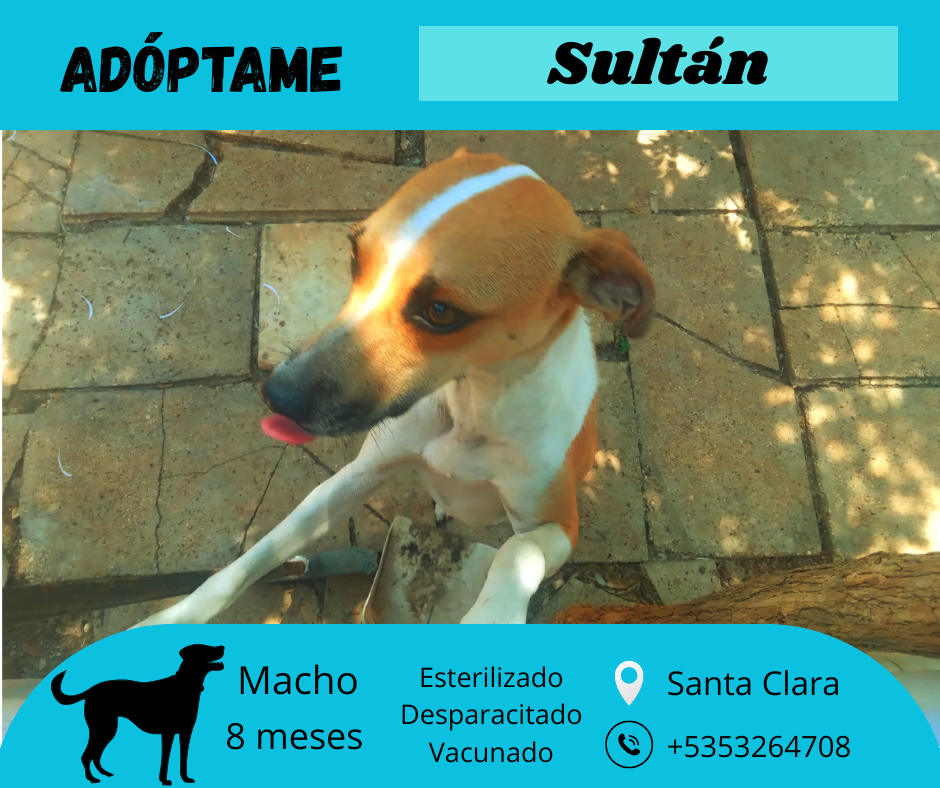 ADÓPTAME
Sultán
Macho
8 meses
Esterilizado
Desparacitado
Vacunado
Santa Clara
+5353264708